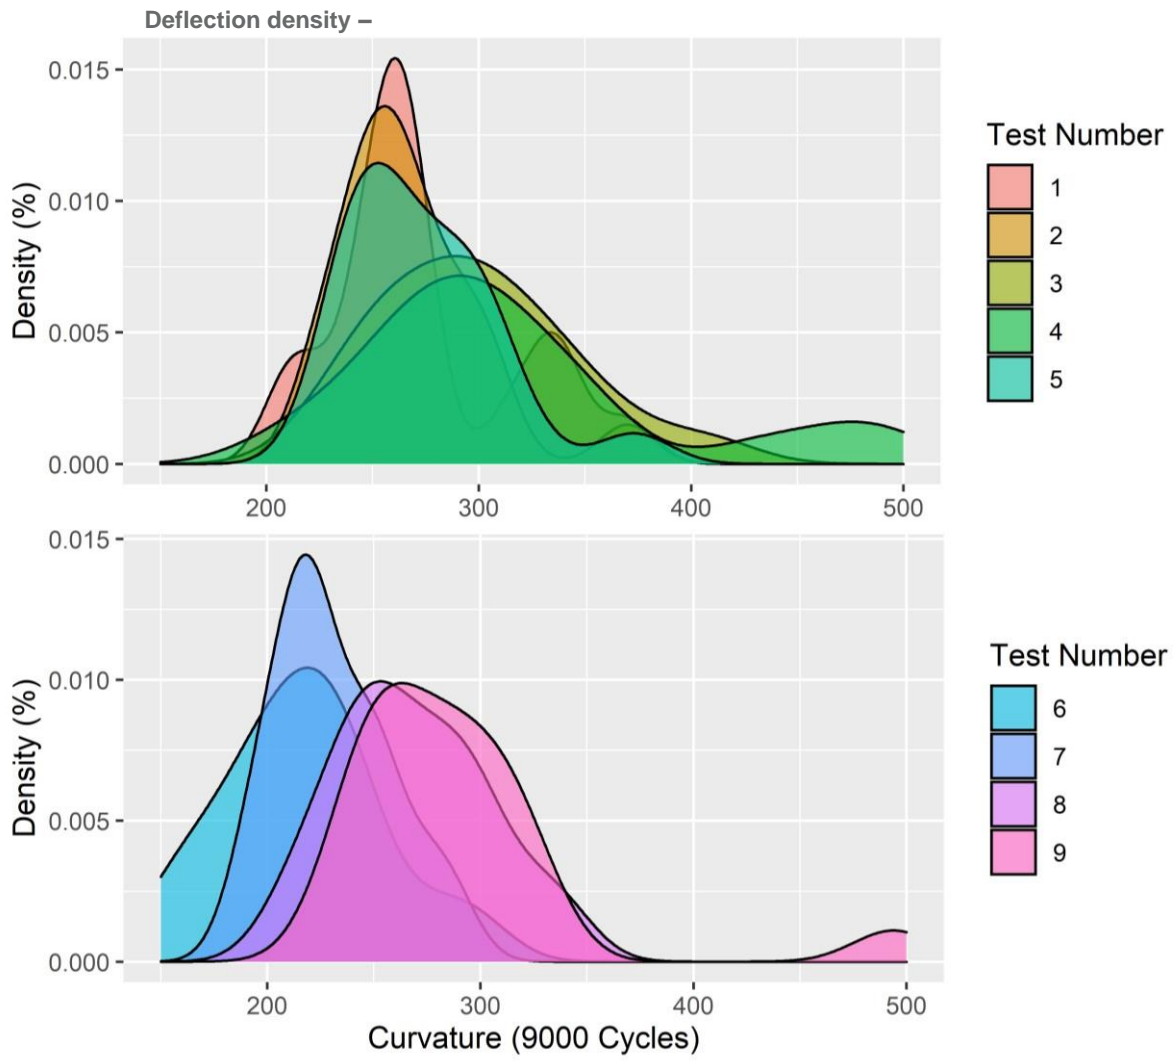 Deflection density –
0.015
0.010
0.005
0.000
Density (%)
200 300 400 500
Test Number
1
2
3
4
5
0.015
0.010
0.005
0.000
Density (%)
200 300 400 500
Curvature (9000 Cycles)
Test Number
6
7
8
9